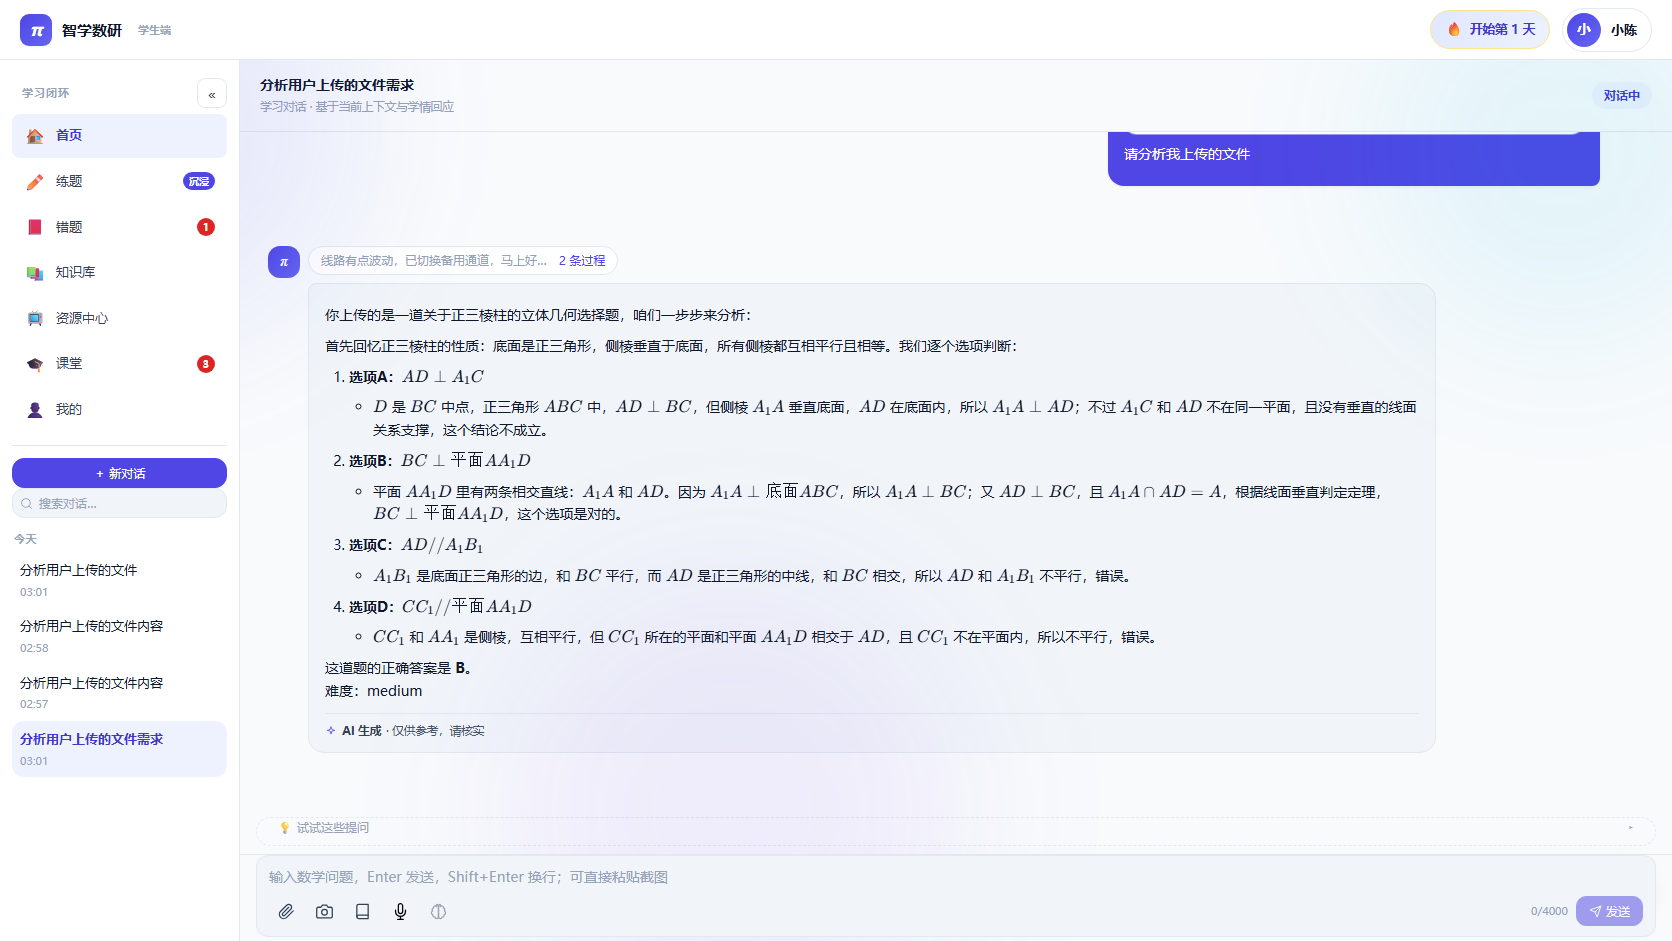 π 智学数研 学生端
🔥 开始第 1 天
小 小陈
学习闭环 «
首页
练题 沉浸
错题 1
知识库
资源中心
课堂 3
我的
+ 新对话
搜索对话...
今天
分析用户上传的文件
03:01
分析用户上传的文件内容
02:58
分析用户上传的文件内容
02:57
分析用户上传的文件需求
03:01
分析用户上传的文件需求
学习对话 · 基于当前上下文与学情回应
对话中
请分析我上传的文件
π 线路有点波动，已切换备用通道，马上好... 2 条过程
你上传的是一道关于正三棱柱的立体几何选择题，咱们一步步来分析：
首先回忆正三棱柱的性质：底面是正三角形，侧棱垂直于底面，所有侧棱都互相平行且相等。我们逐个选项判断：
1. 选项A：AD ⊥ A₁C
◦ D 是 BC 中点，正三角形 ABC 中，AD ⊥ BC，但侧棱 A₁A 垂直底面，AD 在底面内，所以 A₁A ⊥ AD；不过 A₁C 和 AD 不在同一平面，且没有垂直的线面
关系支撑，这个结论不成立。
2. 选项B：BC ⊥ 平面AA₁D
◦ 平面 AA₁D 里有两条相交直线：A₁A 和 AD。因为 A₁A ⊥ 底面ABC，所以 A₁A ⊥ BC；又 AD ⊥ BC，且 A₁A ∩ AD = A，根据线面垂直判定定理，
BC ⊥ 平面AA₁D，这个选项是对的。
3. 选项C：AD//A₁B₁
◦ A₁B₁ 是底面正三角形的边，和 BC 平行，而 AD 是正三角形的中线，和 BC 相交，所以 AD 和 A₁B₁ 不平行，错误。
4. 选项D：CC₁//平面AA₁D
◦ CC₁ 和 AA₁ 是侧棱，互相平行，但 CC₁ 所在的平面和平面 AA₁D 相交于 AD，且 CC₁ 不在平面内，所以不平行，错误。
这道题的正确答案是 B。
难度：medium
AI 生成 · 仅供参考，请核实
💡 试试这些提问
输入数学问题，Enter 发送，Shift+Enter 换行；可直接粘贴截图
0/4000 发送